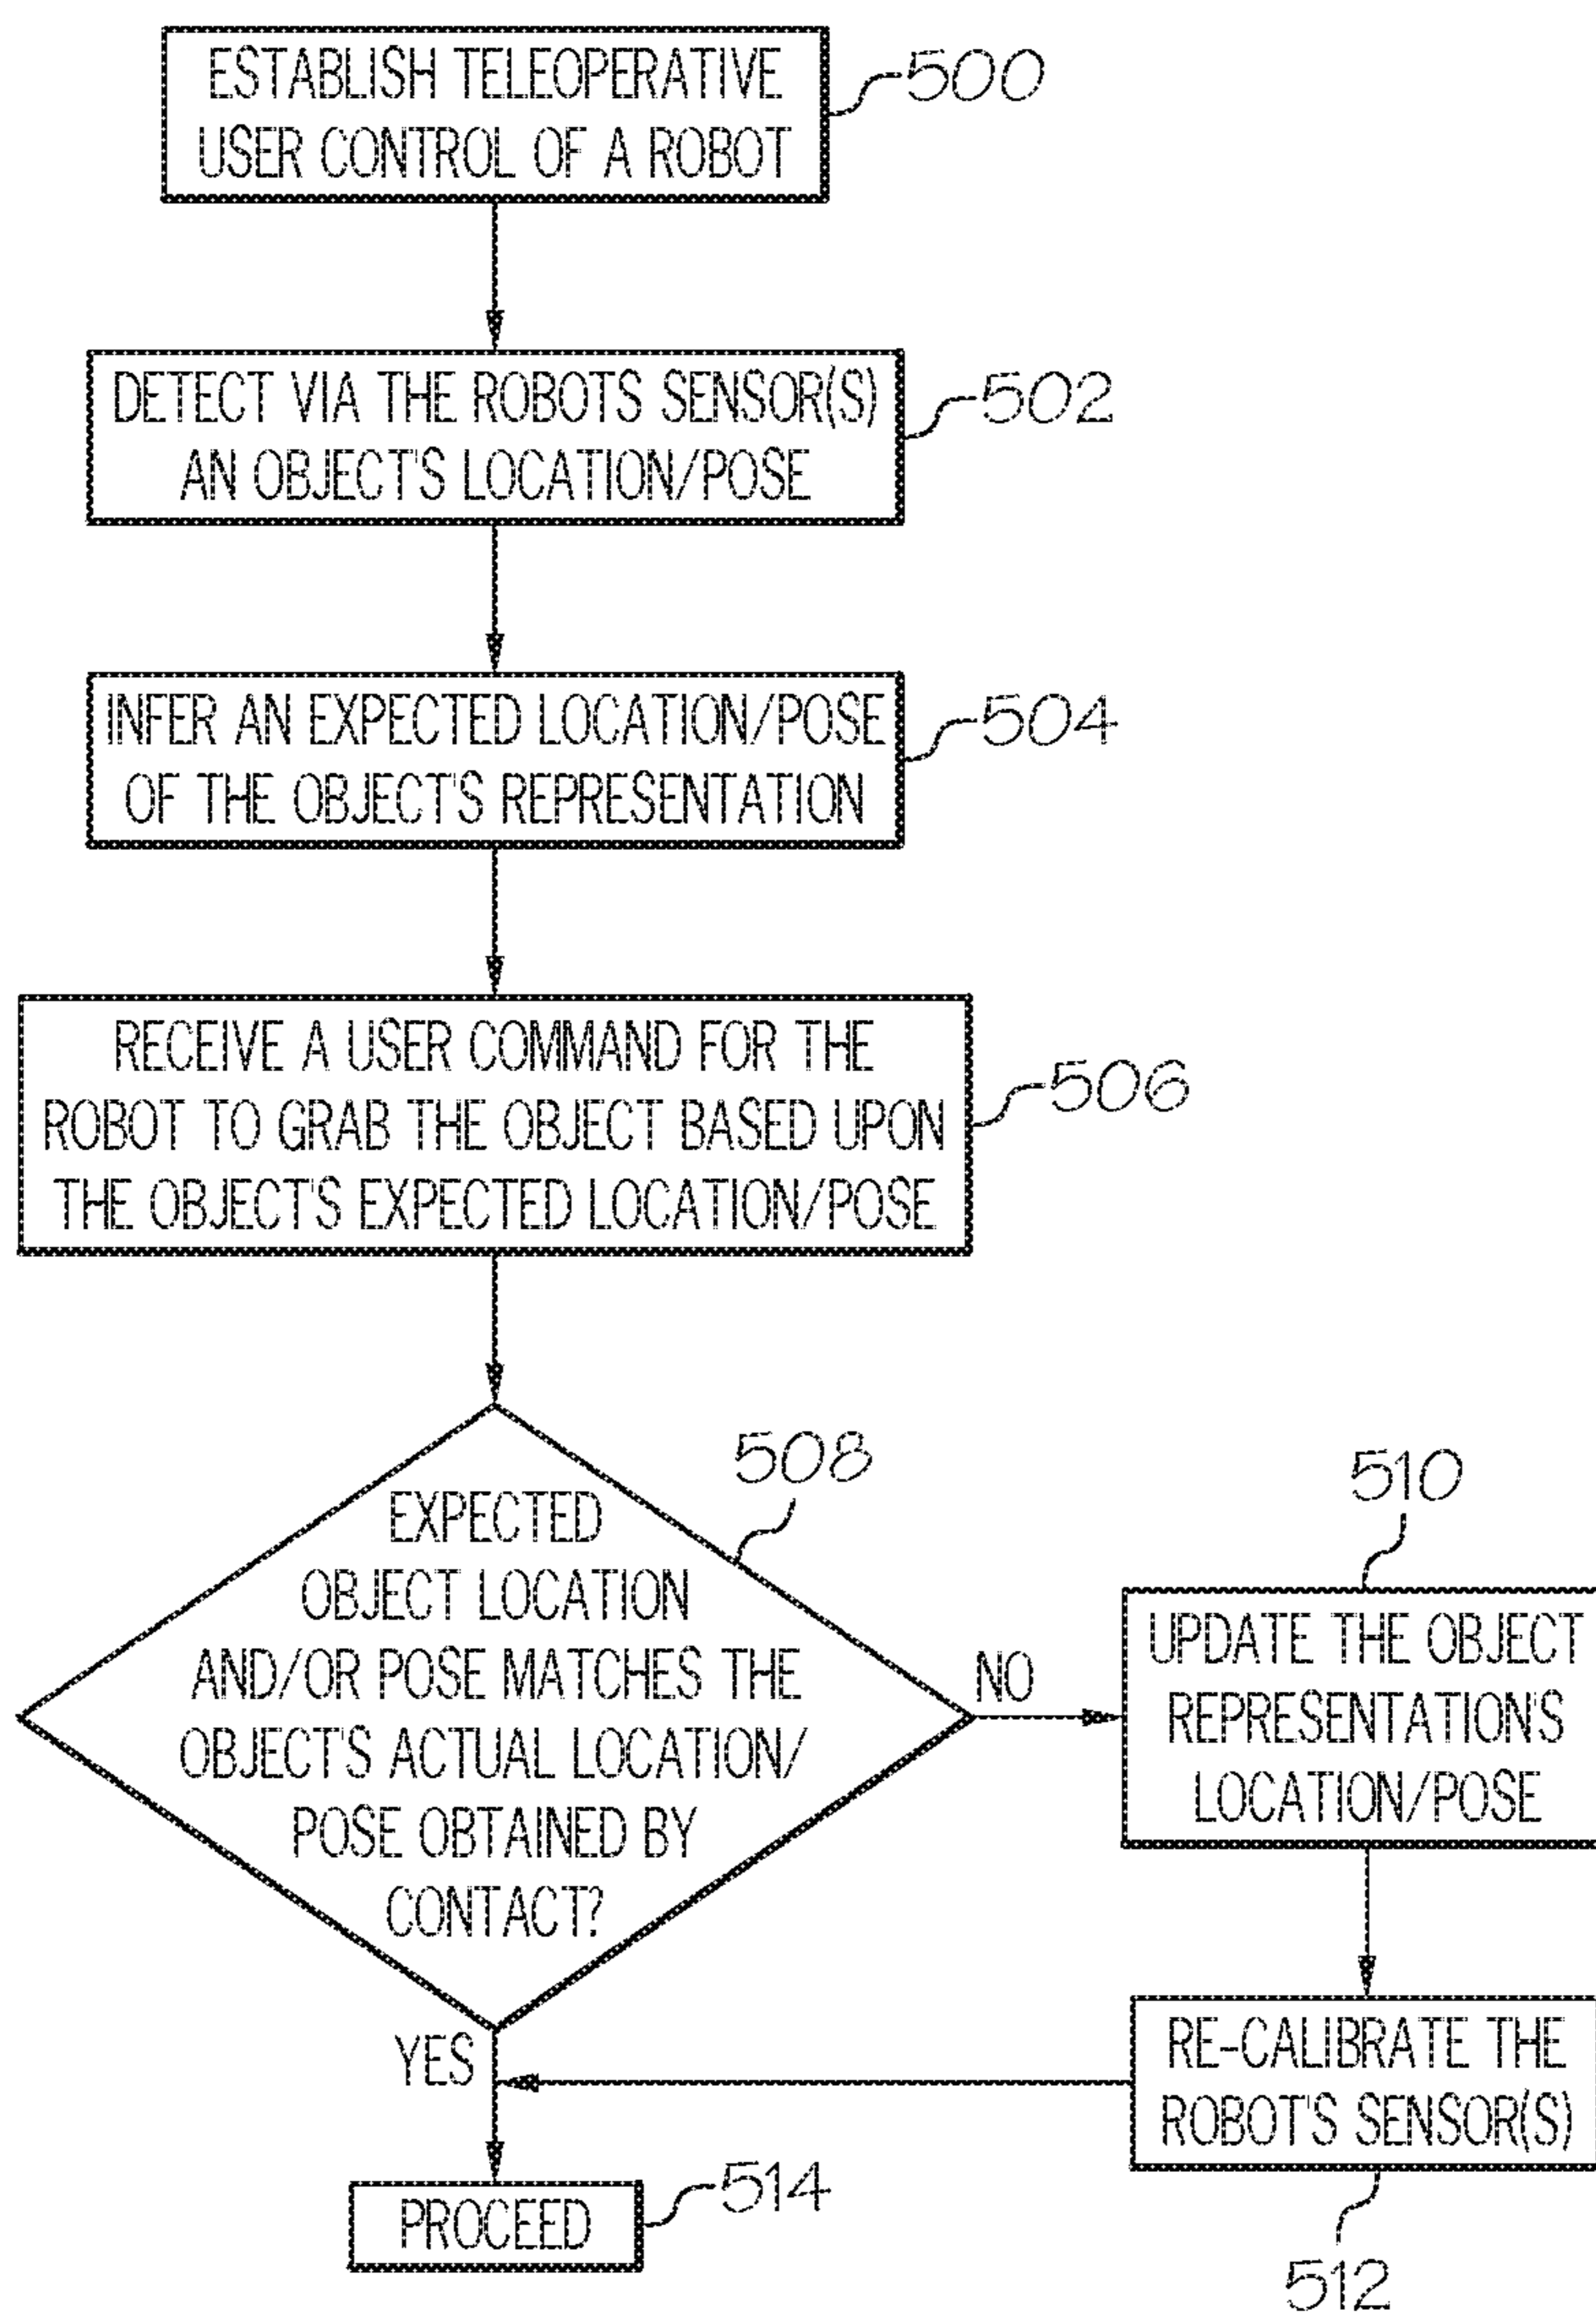 ESTABLISH TELEOPERATIVE
USER CONTROL OF A ROBOT
500
DETECT VIA THE ROBOTS SENSOR(S)
AN OBJECT'S LOCATION/POSE
502
INFER AN EXPECTED LOCATION/POSE
OF THE OBJECT'S REPRESENTATION
504
RECEIVE A USER COMMAND FOR THE
ROBOT TO GRAB THE OBJECT BASED UPON
THE OBJECT'S EXPECTED LOCATION/POSE
506
EXPECTED
OBJECT LOCATION
AND/OR POSE MATCHES THE
OBJECT'S ACTUAL LOCATION/
POSE OBTAINED BY
CONTACT?
508
NO
510
UPDATE THE OBJECT
REPRESENTATION'S
LOCATION/POSE
YES
RE-CALIBRATE THE
ROBOT'S SENSOR(S)
512
PROCEED
514